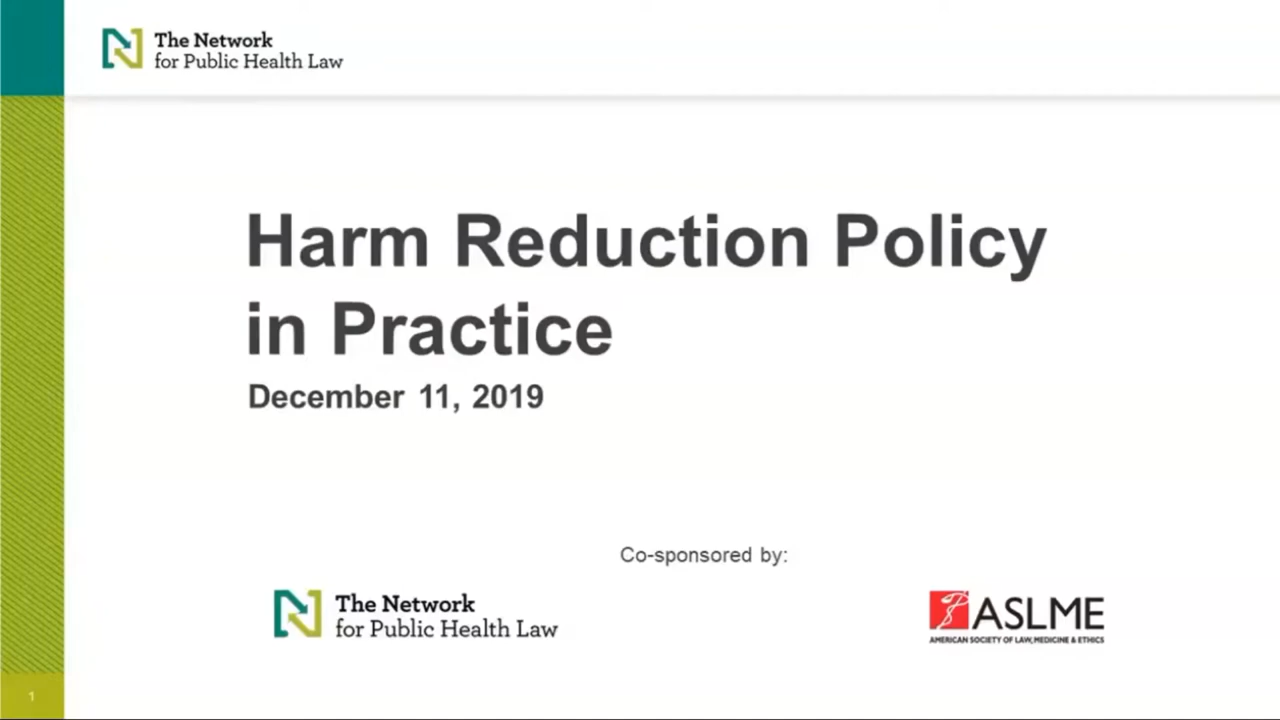 The Network
for Public Health Law
Harm Reduction Policy
in Practice
December 11, 2019
Co-sponsored by:
The Network
for Public Health Law
ASLME
AMERICAN SOCIETY OF LAW, MEDICINE & ETHICS
1